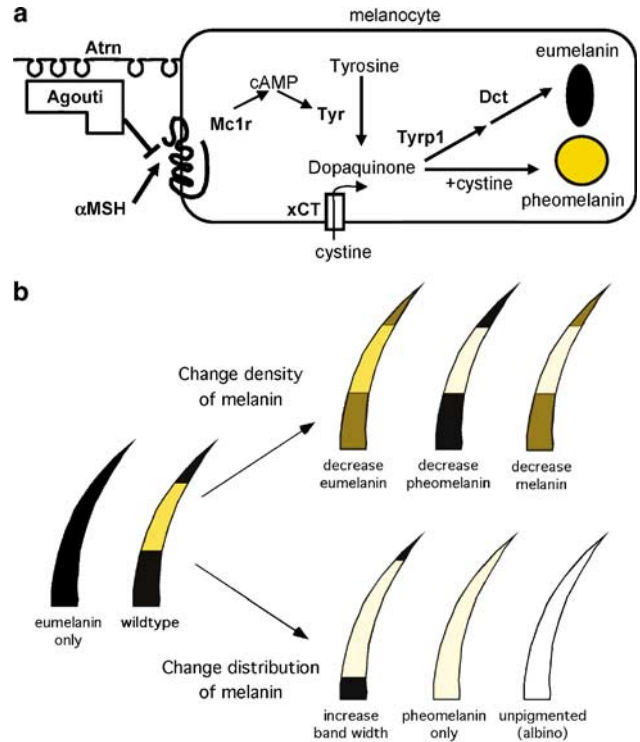 a
melanocyte
Atrn
Agouti
αMSH
Mc1r
cAMP
Tyr
Tyrosine
Dopaquinone
xCT
cystine
Tyrp1
Dct
eumelanin
+cystine
pheomelanin
b
Change density
of melanin
decrease
eumelanin
decrease
pheomelanin
decrease
melanin
eumelanin
only
wildtype
Change distribution
of melanin
increase
band width
pheomelanin
only
unpigmented
(albino)